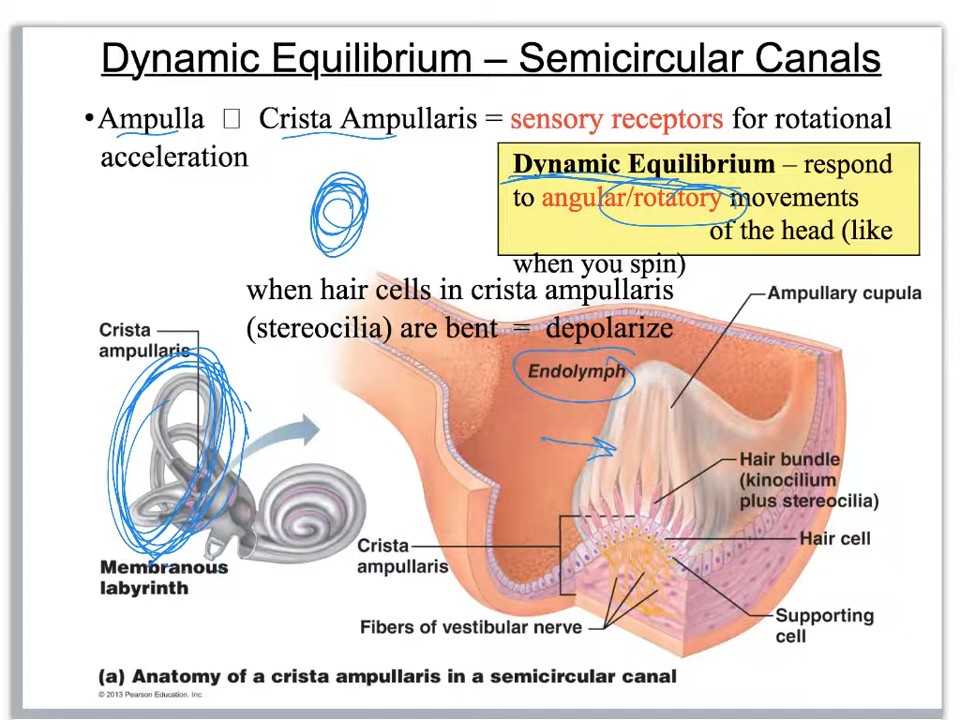 Dynamic Equilibrium – Semicircular Canals
•Ampulla □ Crista Ampullaris = sensory receptors for rotational
acceleration
Dynamic Equilibrium – respond
to angular/rotatory movements
of the head (like
when you spin)
when hair cells in crista ampullaris
(stereocilia) are bent = depolarize
Ampullary cupula
Crista
ampullaris
Endolymph
Hair bundle
(kinocilium
plus stereocilia)
Hair cell
Crista
ampullaris
Membranous
labyrinth
Supporting
cell
Fibers of vestibular nerve
(a) Anatomy of a crista ampullaris in a semicircular canal
© 2013 Pearson Education, Inc.